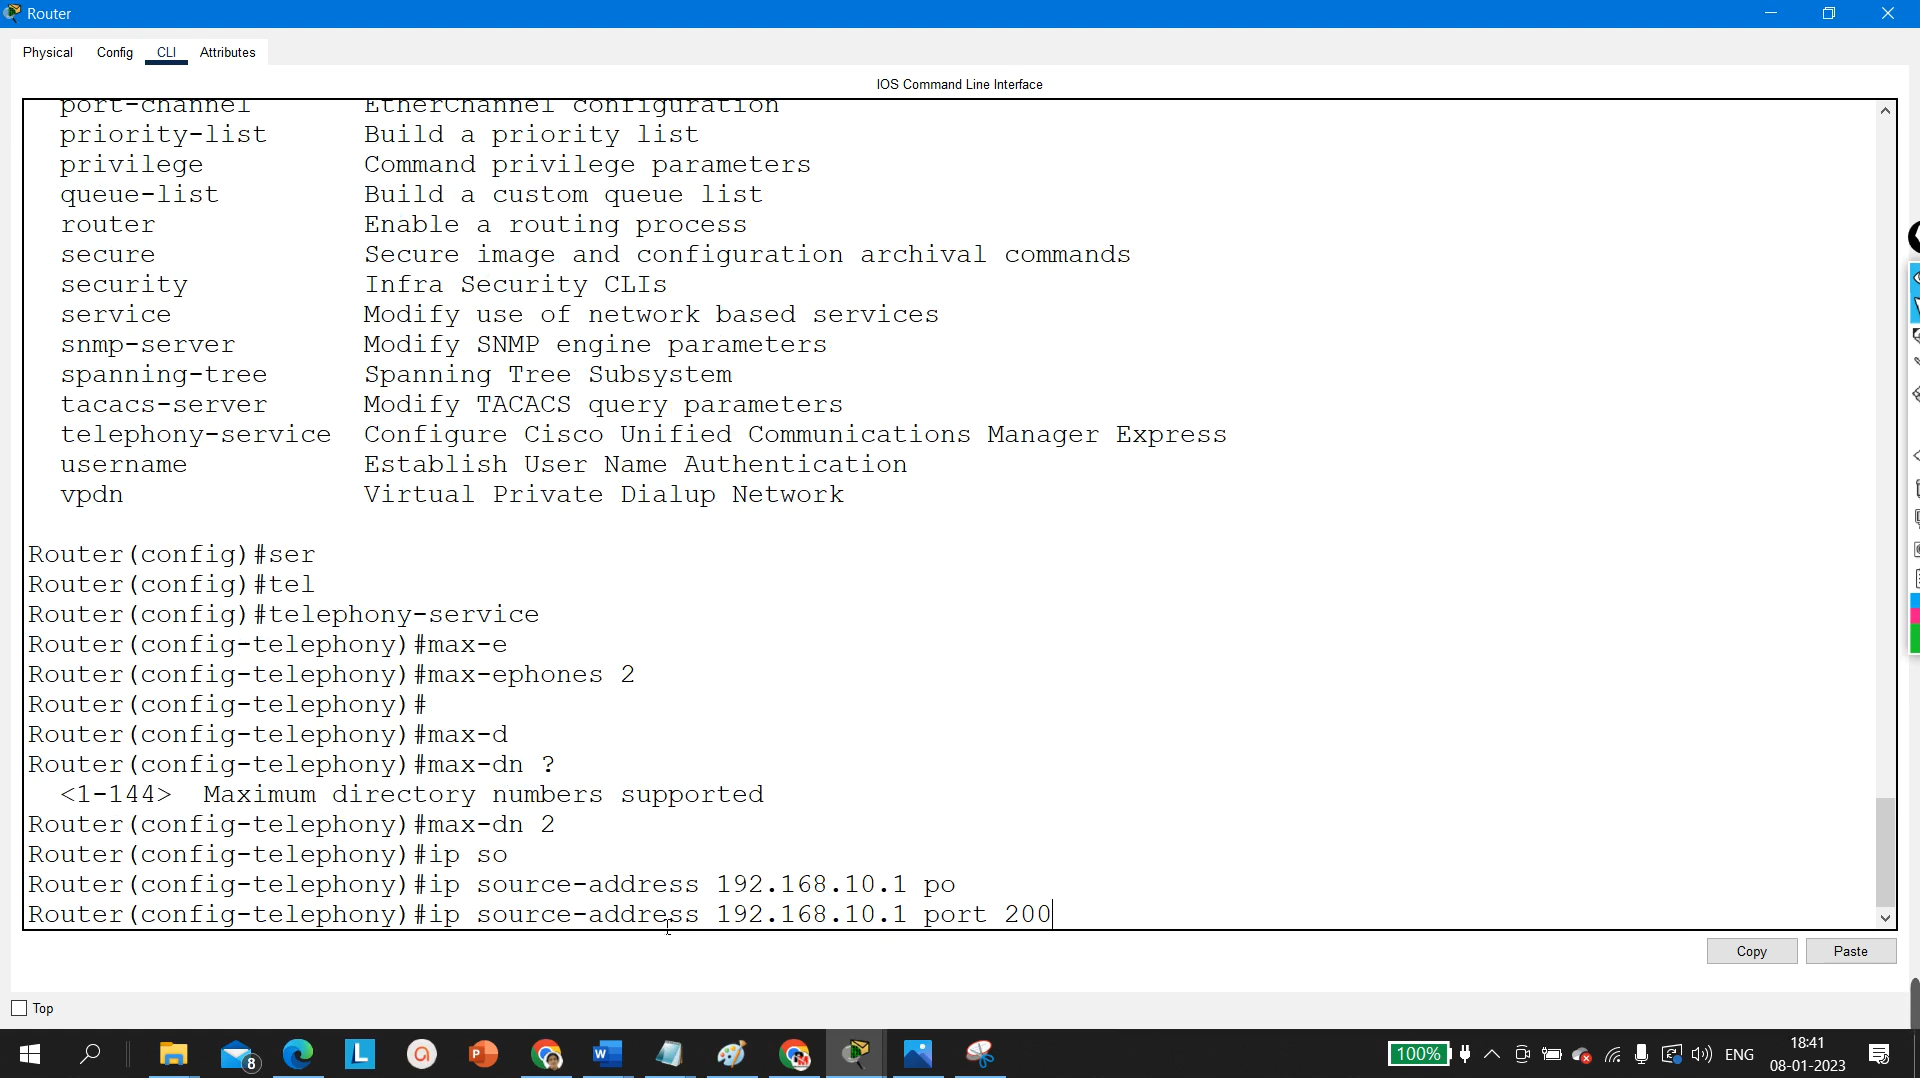 Router
Physical Config CLI Attributes
IOS Command Line Interface
port-channel EtherChannel configuration
priority-list Build a priority list
privilege Command privilege parameters
queue-list Build a custom queue list
router Enable a routing process
secure Secure image and configuration archival commands
security Infra Security CLIs
service Modify use of network based services
snmp-server Modify SNMP engine parameters
spanning-tree Spanning Tree Subsystem
tacacs-server Modify TACACS query parameters
telephony-service Configure Cisco Unified Communications Manager Express
username Establish User Name Authentication
vpdn Virtual Private Dialup Network
Router(config)#ser
Router(config)#tel
Router(config)#telephony-service
Router(config-telephony)#max-e
Router(config-telephony)#max-ephones 2
Router(config-telephony)#
Router(config-telephony)#max-d
Router(config-telephony)#max-dn ?
<1-144> Maximum directory numbers supported
Router(config-telephony)#max-dn 2
Router(config-telephony)#ip so
Router(config-telephony)#ip source-address 192.168.10.1 po
Router(config-telephony)#ip source-address 192.168.10.1 port 200
Copy Paste
Top
8 L a P W 100% ENG 18:41
08-01-2023